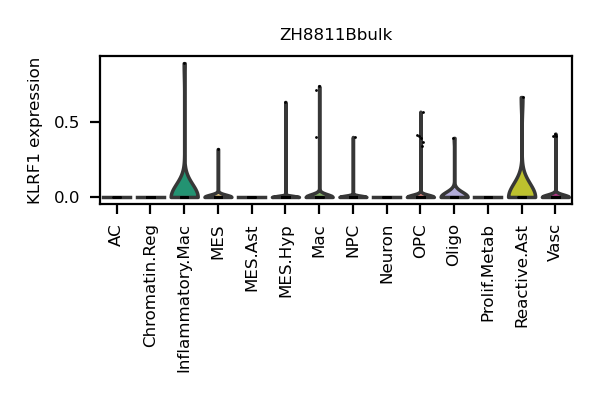 ZH8811Bbulk
KLRF1 expression
0.5
0.0
AC
Chromatin.Reg
Inflammatory.Mac
MES
MES.Ast
MES.Hyp
Mac
NPC
Neuron
OPC
Oligo
Prolif.Metab
Reactive.Ast
Vasc